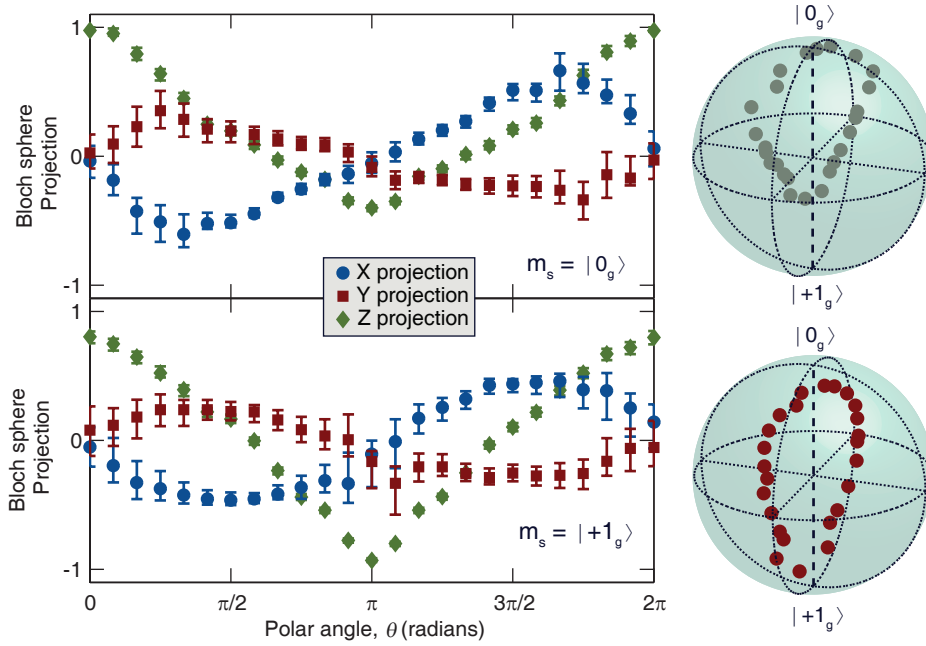 1
0
-1
Bloch sphere
Projection
m_s = | 0_g ⟩
X projection
Y projection
Z projection
1
0
-1
Bloch sphere
Projection
m_s = | +1_g ⟩
0
π/2
π
3π/2
2π
Polar angle, θ (radians)
| 0_g ⟩
| +1_g ⟩
| 0_g ⟩
| +1_g ⟩